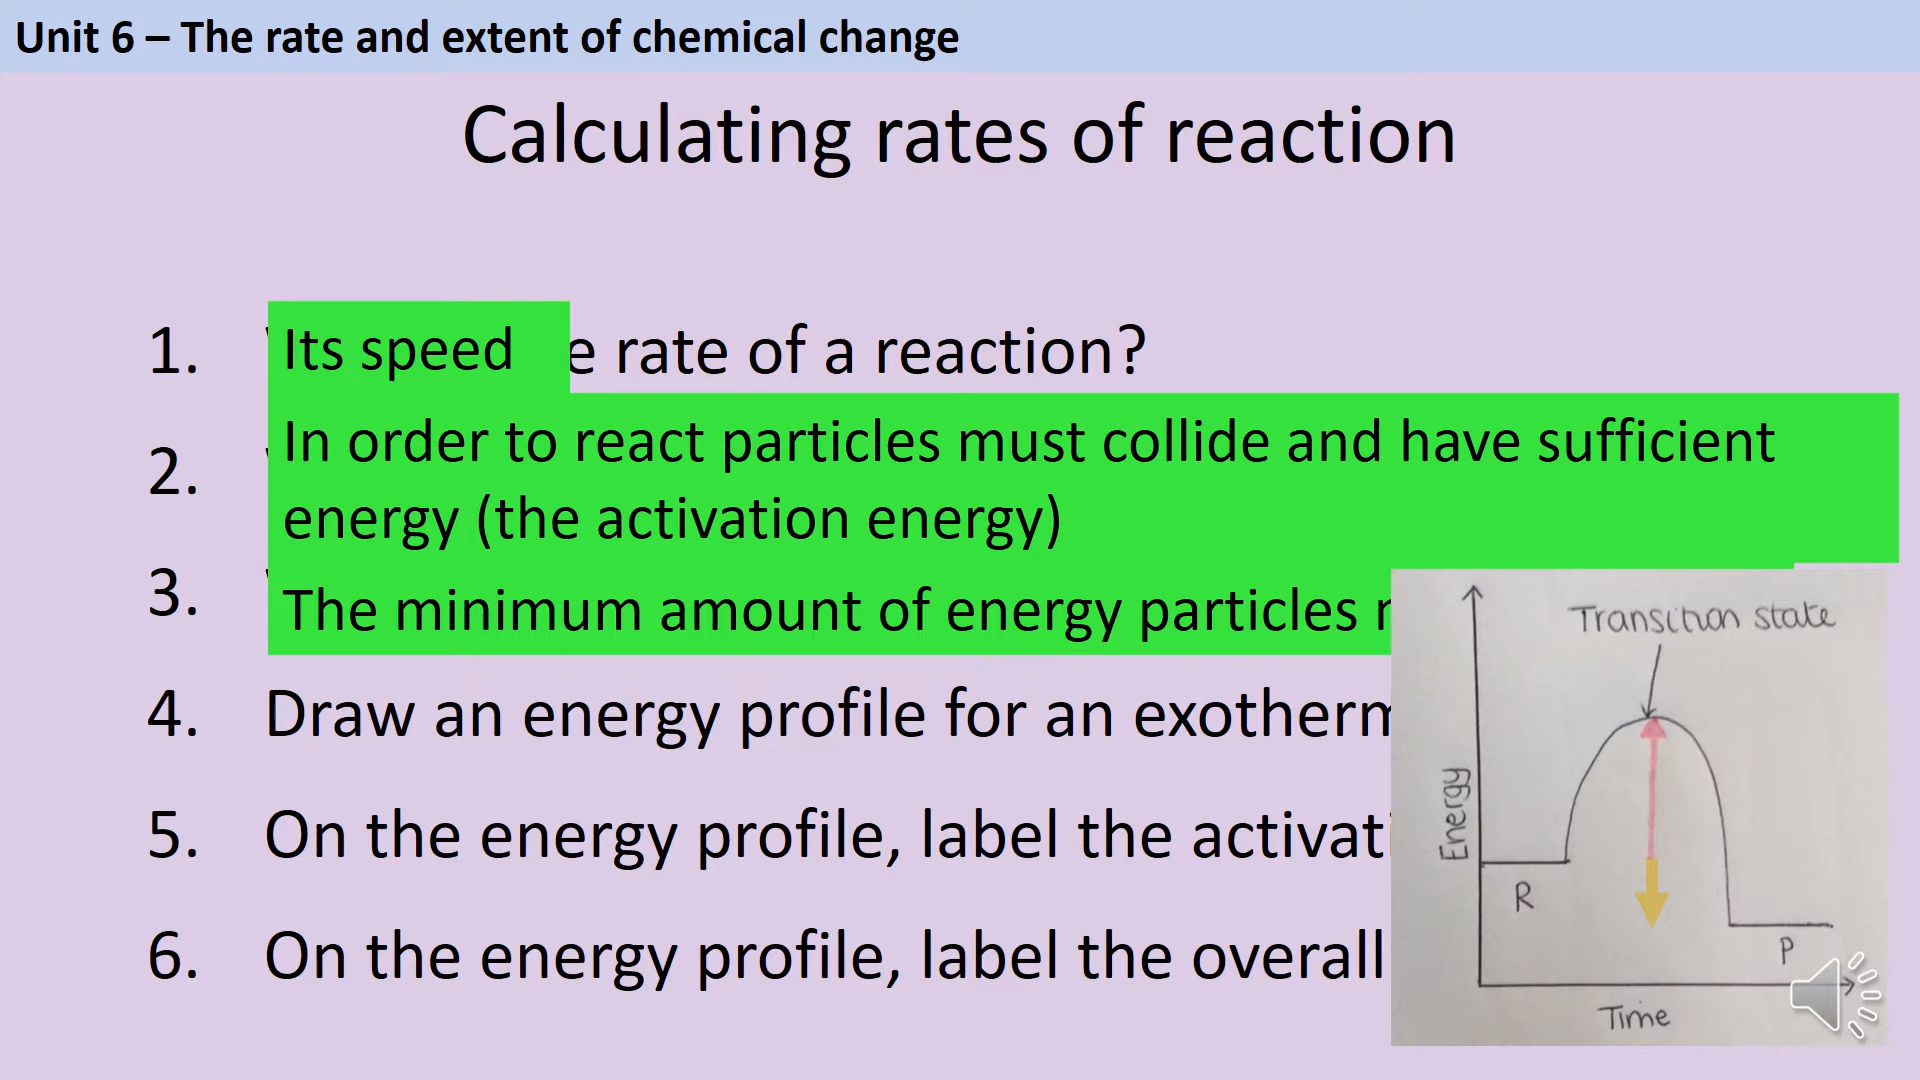 Unit 6 – The rate and extent of chemical change
Calculating rates of reaction
1. Its speed e rate of a reaction?
2. In order to react particles must collide and have sufficient
energy (the activation energy)
3. The minimum amount of energy particles
4. Draw an energy profile for an exotherm
5. On the energy profile, label the activati
6. On the energy profile, label the overall
Transition state
Energy
R
P
Time